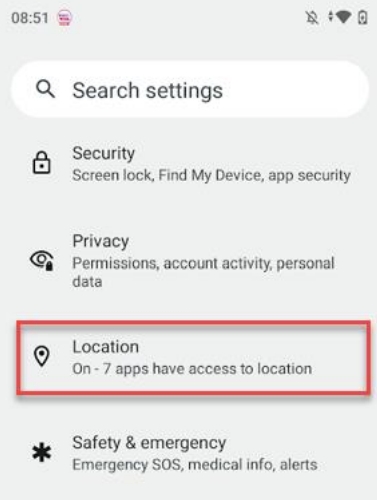 08:51
Search settings
Security
Screen lock, Find My Device, app security
Privacy
Permissions, account activity, personal
data
Location
On - 7 apps have access to location
Safety & emergency
Emergency SOS, medical info, alerts